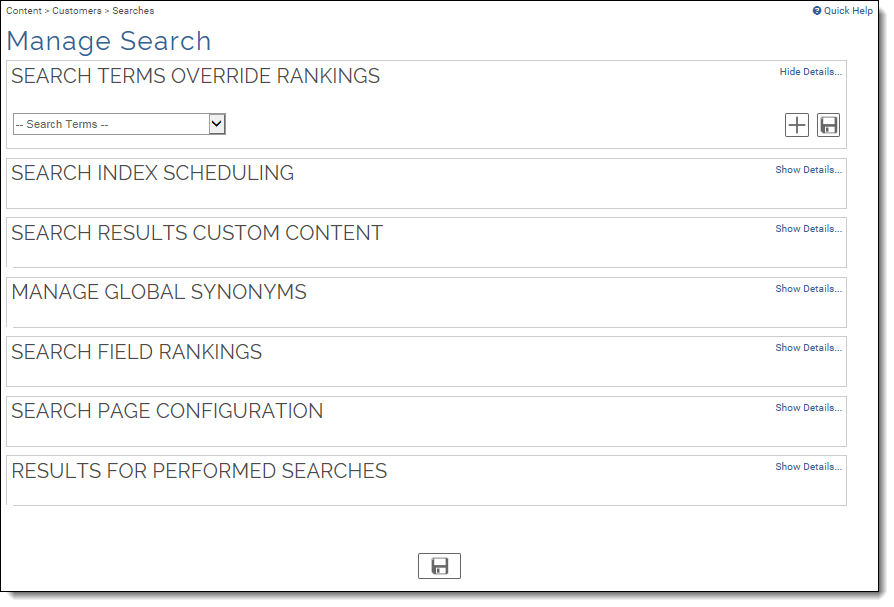 Content > Customers > Searches
Quick Help
Manage Search
SEARCH TERMS OVERRIDE RANKINGS
Hide Details...
-- Search Terms --
SEARCH INDEX SCHEDULING
Show Details...
SEARCH RESULTS CUSTOM CONTENT
Show Details...
MANAGE GLOBAL SYNONYMS
Show Details...
SEARCH FIELD RANKINGS
Show Details...
SEARCH PAGE CONFIGURATION
Show Details...
RESULTS FOR PERFORMED SEARCHES
Show Details...